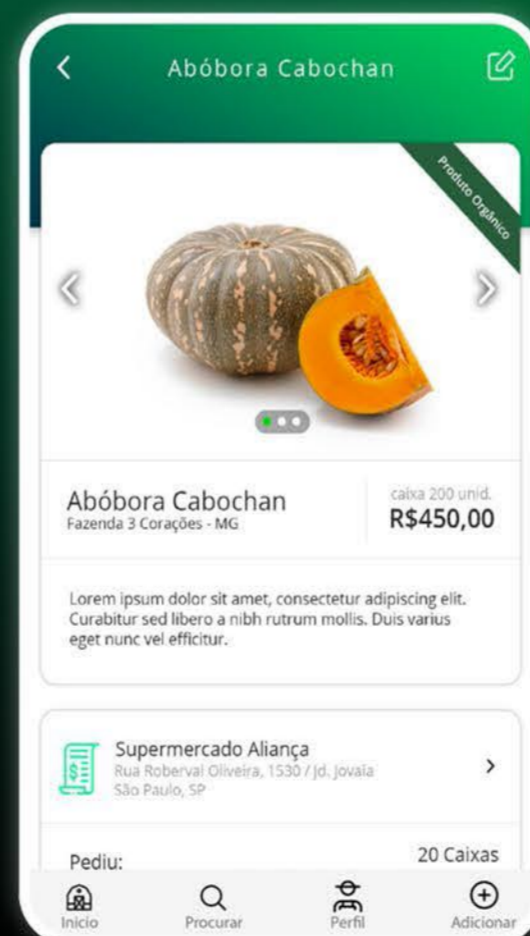 Abóbora Cabochan
Produto Orgânico
Abóbora Cabochan
Fazenda 3 Corações - MG
caixa 200 unid.
R$450,00
Lorem ipsum dolor sit amet, consectetur adipiscing elit.
Curabitur sed libero a nibh rutrum mollis. Duis varius
eget nunc vel efficitur.
Supermercado Aliança
Rua Roberval Oliveira, 1530 / Jd. Jovaia
São Paulo, SP
Pediu:
20 Caixas
Inicio
Procurar
Perfil
Adicionar